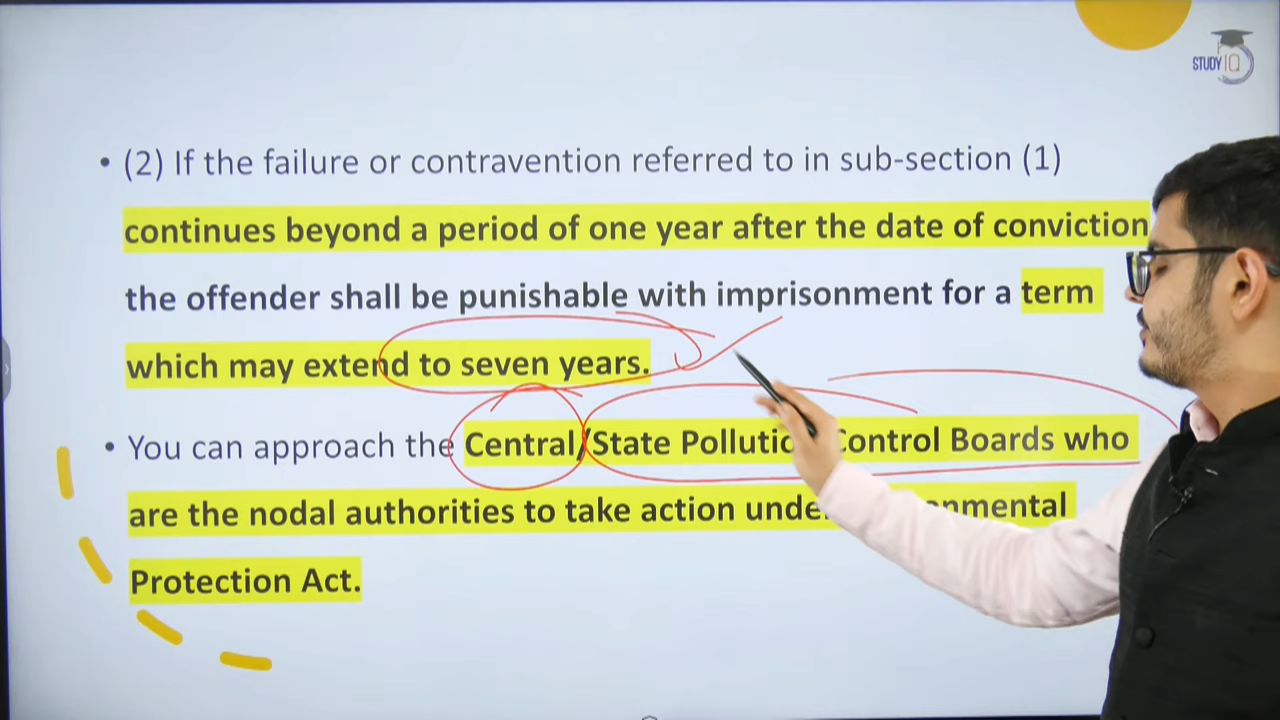 STUDY IQ
• (2) If the failure or contravention referred to in sub-section (1)
continues beyond a period of one year after the date of conviction
the offender shall be punishable with imprisonment for a term
which may extend to seven years.
• You can approach the Central/State Pollution Control Boards who
are the nodal authorities to take action under
Protection Act.